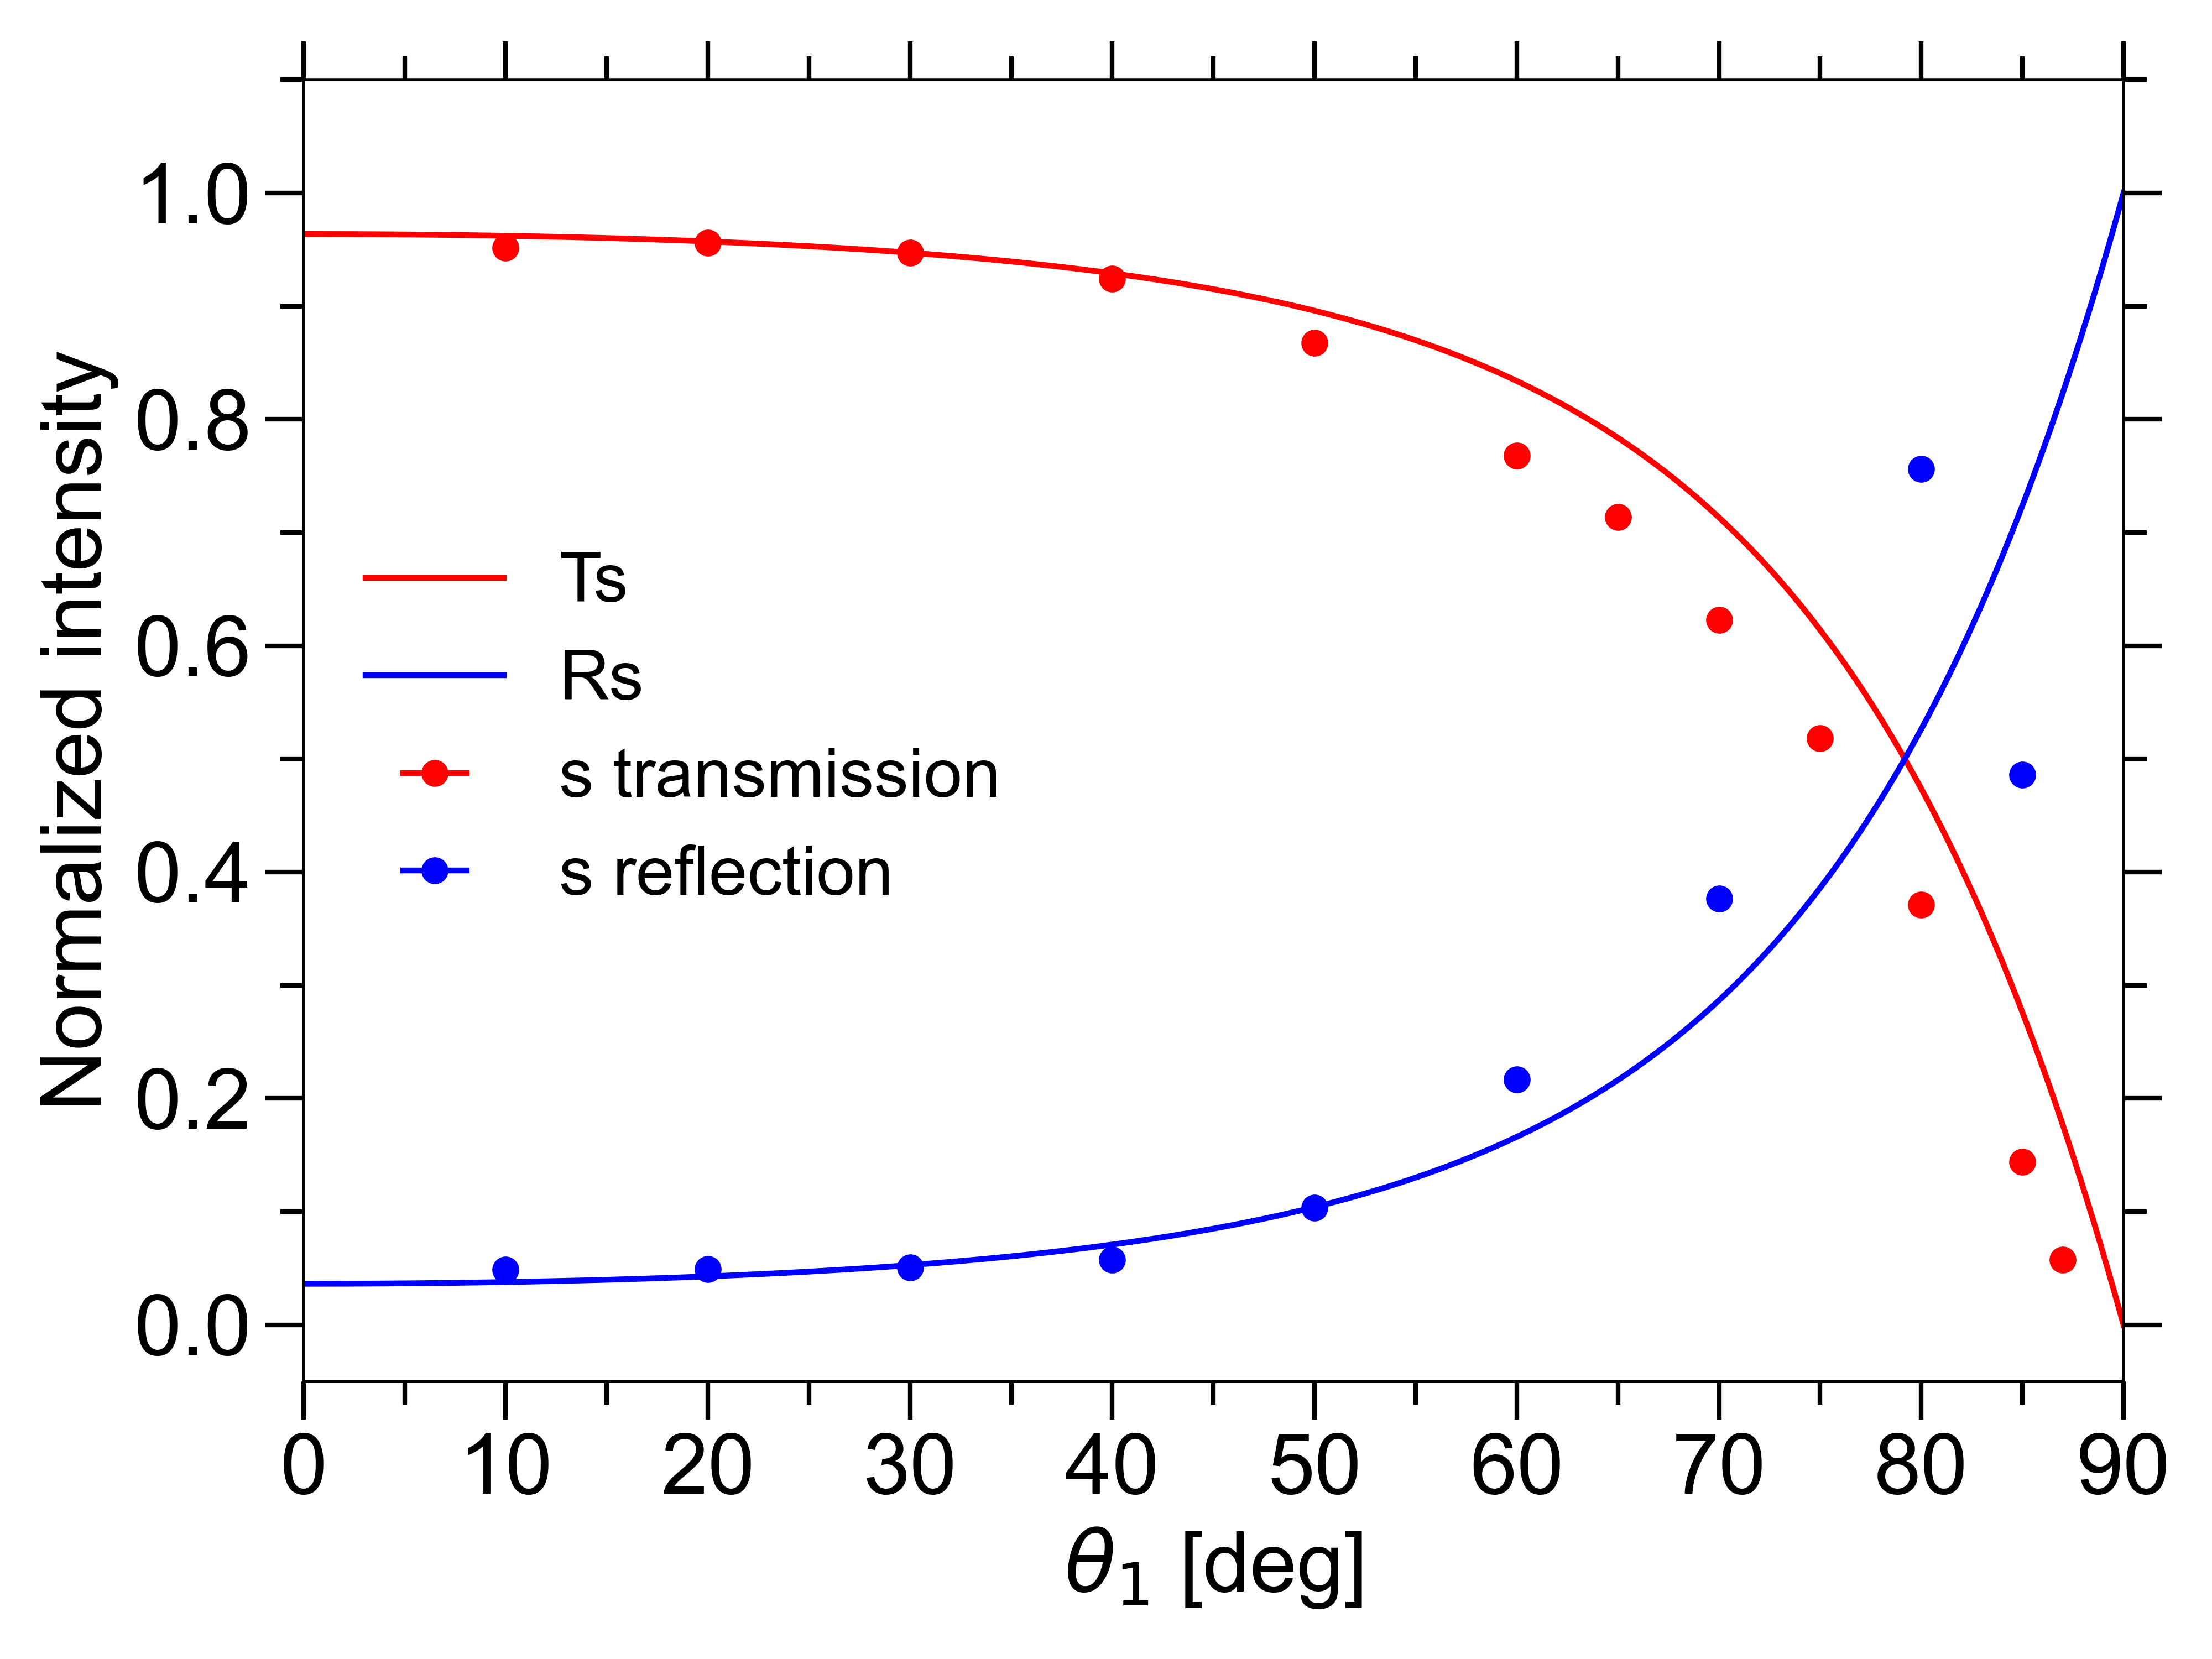 Normalized intensity
1.0
0.8
0.6
0.4
0.2
0.0
Ts
Rs
s transmission
s reflection
0 10 20 30 40 50 60 70 80 90
θ₁ [deg]